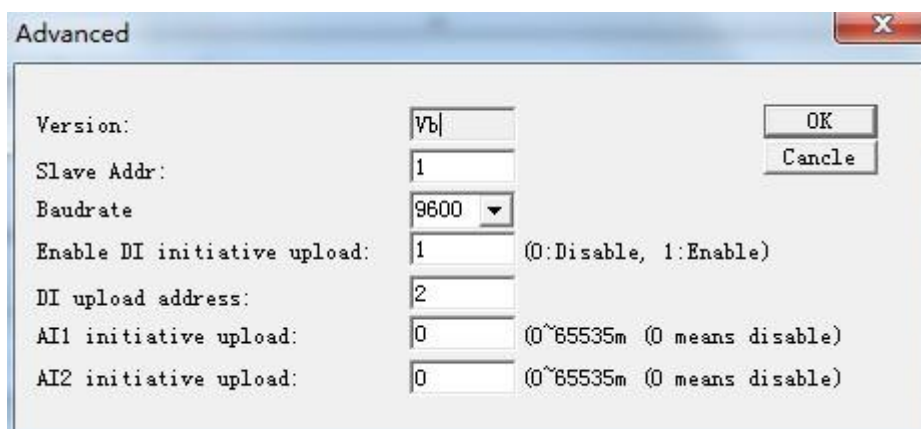 Advanced
X
Version: Vb OK
Slave Addr: 1 Cancle
Baudrate 9600
Enable DI initiative upload: 1 (0:Disable, 1:Enable)
DI upload address: 2
AI1 initiative upload: 0 (0~65535m (0 means disable)
AI2 initiative upload: 0 (0~65535m (0 means disable)